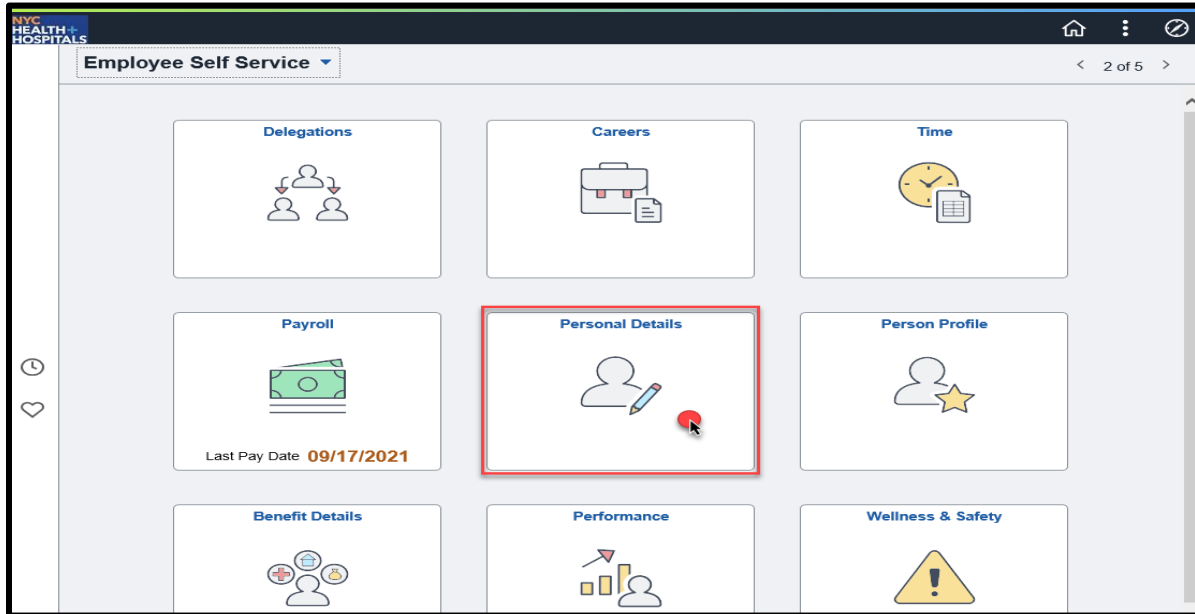 NYC
HEALTH+
HOSPITALS
Employee Self Service
2 of 5
Delegations
Careers
Time
Payroll
Last Pay Date 09/17/2021
Personal Details
Person Profile
Benefit Details
Performance
Wellness & Safety